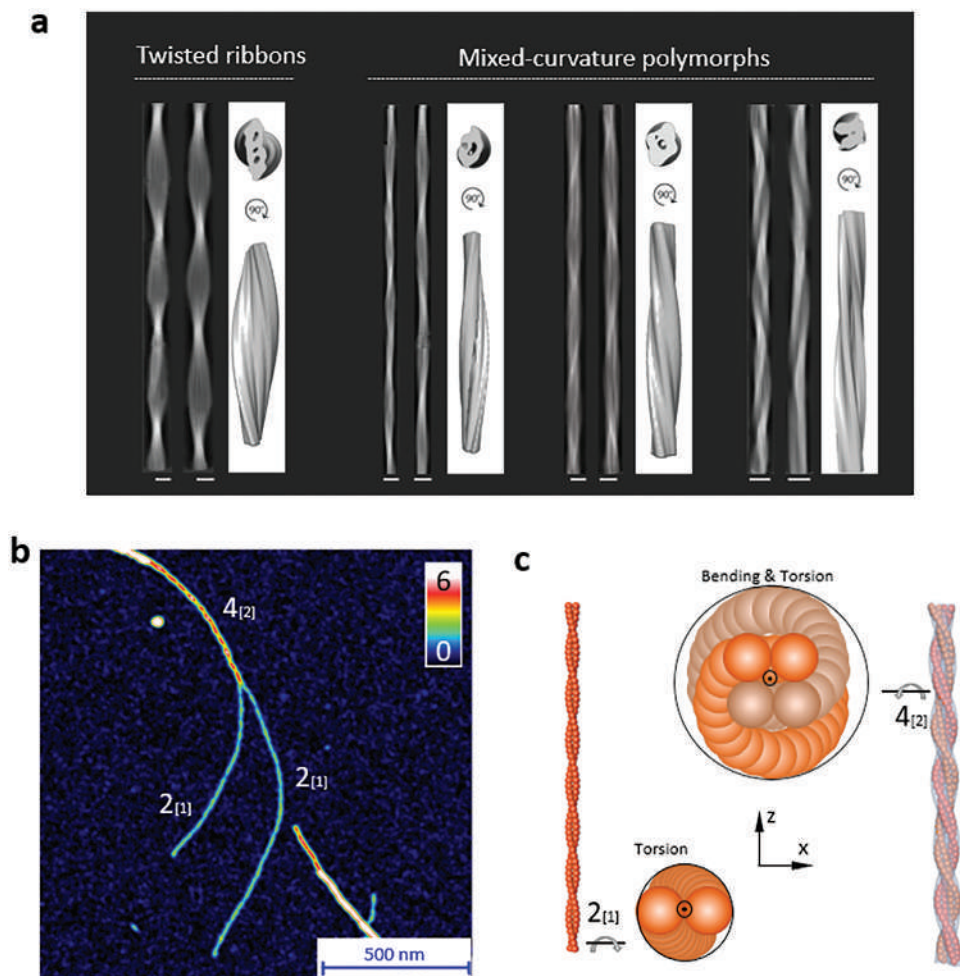 a
Twisted ribbons
Mixed-curvature polymorphs
90°
90°
90°
90°
b
6
0
4[2]
2[1]
2[1]
500 nm
c
Bending & Torsion
4[2]
z
x
Torsion
2[1]